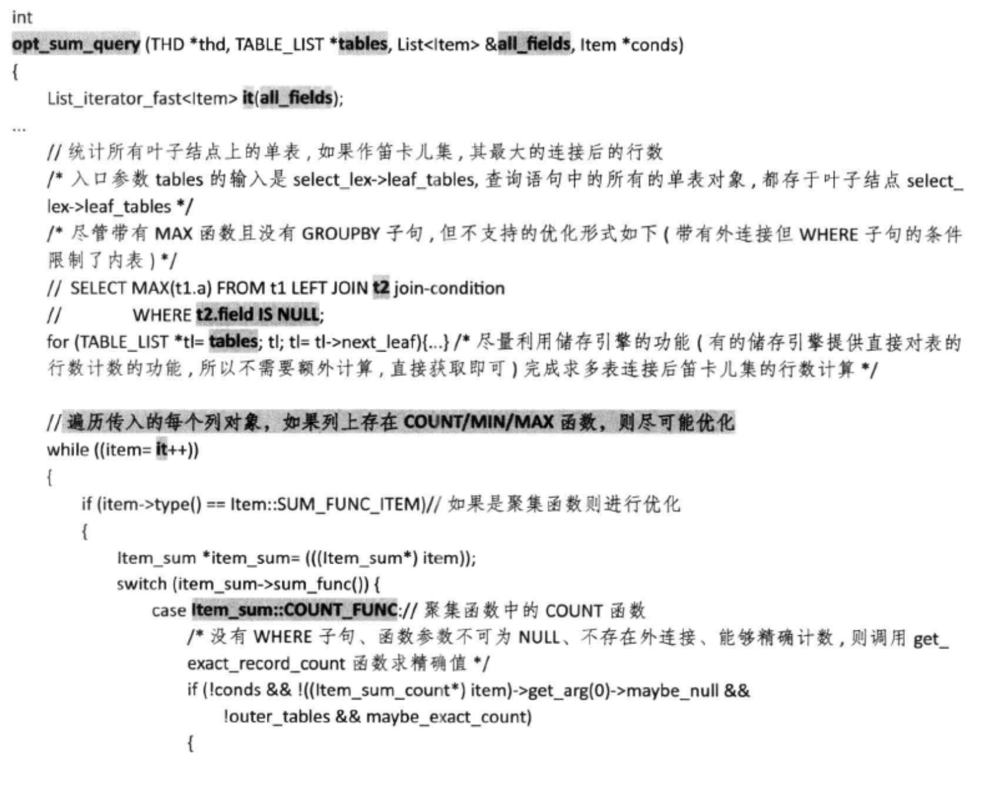 int
opt_sum_query (THD *thd, TABLE_LIST *tables, List<Item> &all_fields, Item *conds)
{
List_iterator_fast<Item> it(all_fields);
...
// 统计所有叶子结点上的单表，如果作笛卡儿集，其最大的连接后的行数
/* 入口参数 tables 的输入是 select_lex->leaf_tables, 查询语句中的所有的单表对象，都存于叶子结点 select_
lex->leaf_tables */
/* 尽管带有 MAX 函数且没有 GROUPBY 子句，但不支持的优化形式如下 ( 带有外连接但 WHERE 子句的条件
限制了内表 ) */
// SELECT MAX(t1.a) FROM t1 LEFT JOIN t2 join-condition
// WHERE t2.field IS NULL;
for (TABLE_LIST *tl= tables; tl; tl= tl->next_leaf){...} /* 尽量利用储存引擎的功能 ( 有的储存引擎提供直接对表的
行数计数的功能，所以不需要额外计算，直接获取即可 ) 完成求多表连接后笛卡儿集的行数计算 */
// 遍历传入的每个列对象，如果列上存在 COUNT/MIN/MAX 函数，则尽可能优化
while ((item= it++))
{
if (item->type() == Item::SUM_FUNC_ITEM)// 如果是聚集函数则进行优化
{
Item_sum *item_sum= (((Item_sum*) item));
switch (item_sum->sum_func()) {
case Item_sum::COUNT_FUNC:// 聚集函数中的 COUNT 函数
/* 没有 WHERE 子句、函数参数不可为 NULL、不存在外连接、能够精确计数，则调用 get_
exact_record_count 函数求精确值 */
if (!conds && !((Item_sum_count*) item)->get_arg(0)->maybe_null &&
!outer_tables && maybe_exact_count)
{